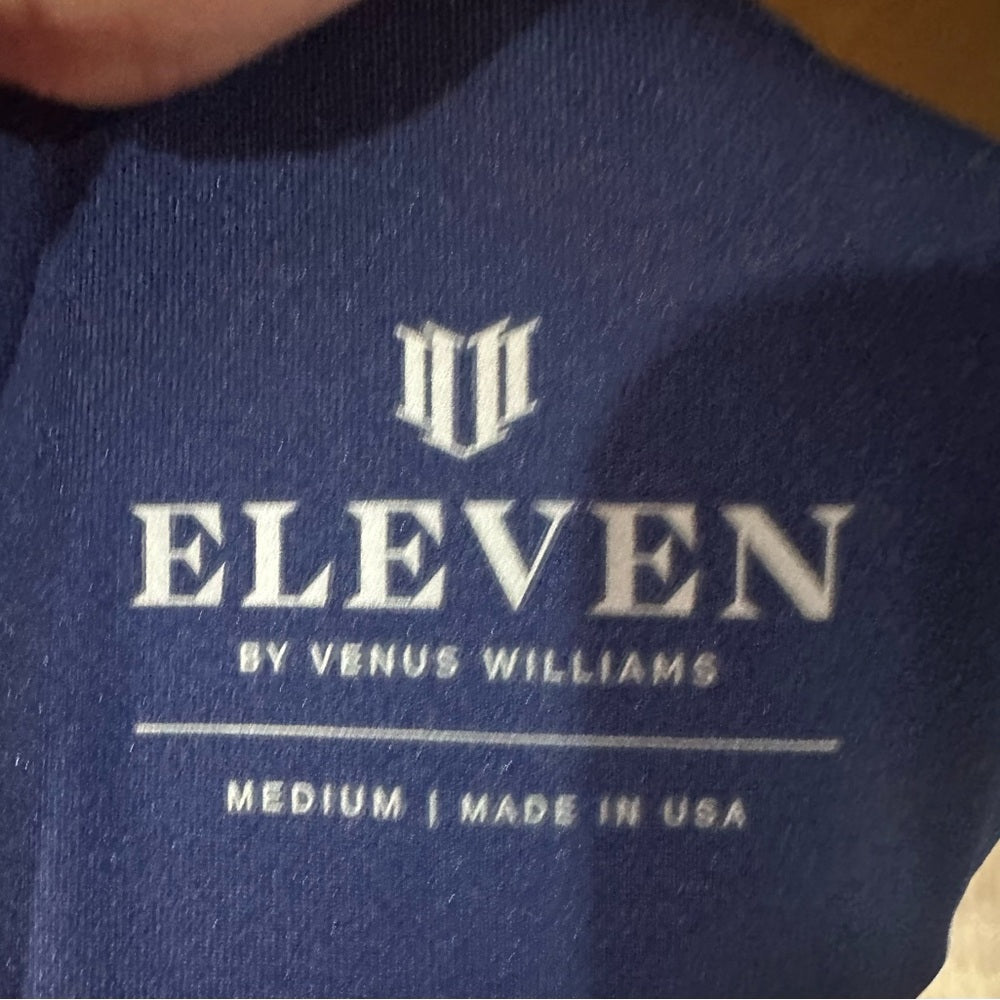 ELEVEN
BY VENUS WILLIAMS
MEDIUM | MADE IN USA